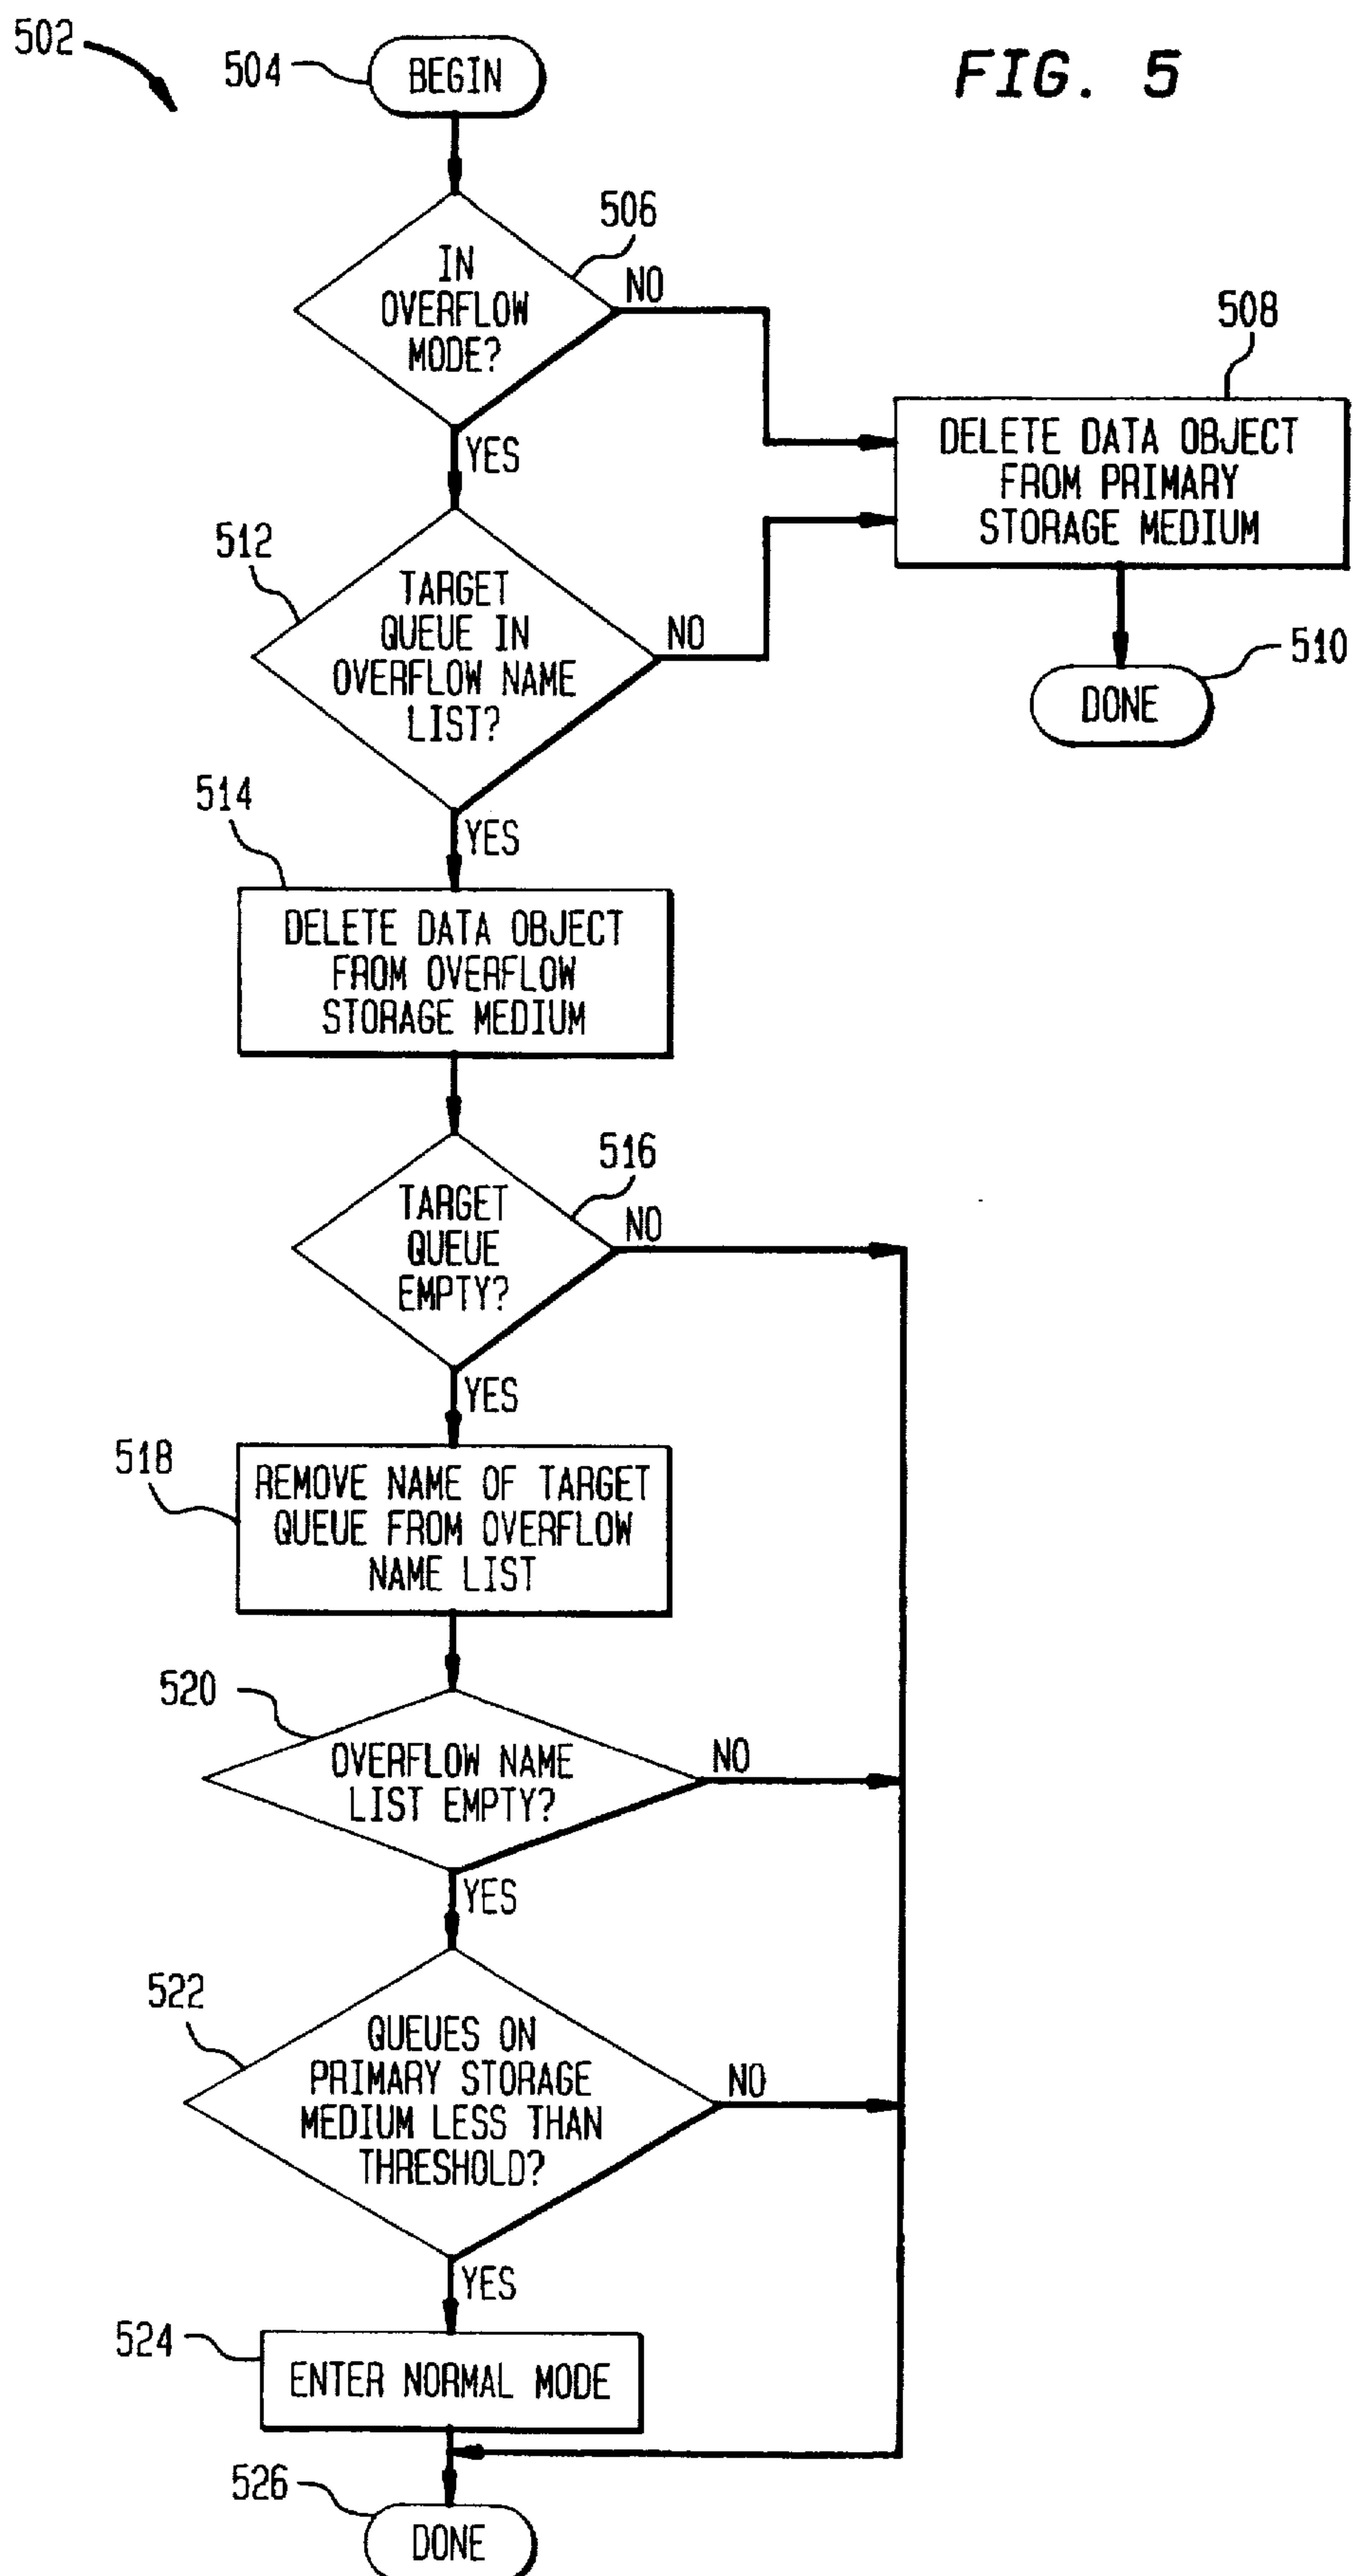 502
504
BEGIN
FIG. 5
506
IN
OVERFLOW
MODE?
NO
YES
508
DELETE DATA OBJECT
FROM PRIMARY
STORAGE MEDIUM
510
DONE
512
TARGET
QUEUE IN
OVERFLOW NAME
LIST?
NO
YES
514
DELETE DATA OBJECT
FROM OVERFLOW
STORAGE MEDIUM
516
TARGET
QUEUE
EMPTY?
NO
YES
518
REMOVE NAME OF TARGET
QUEUE FROM OVERFLOW
NAME LIST
520
OVERFLOW NAME
LIST EMPTY?
NO
YES
522
QUEUES ON
PRIMARY STORAGE
MEDIUM LESS THAN
THRESHOLD?
NO
YES
524
ENTER NORMAL MODE
526
DONE